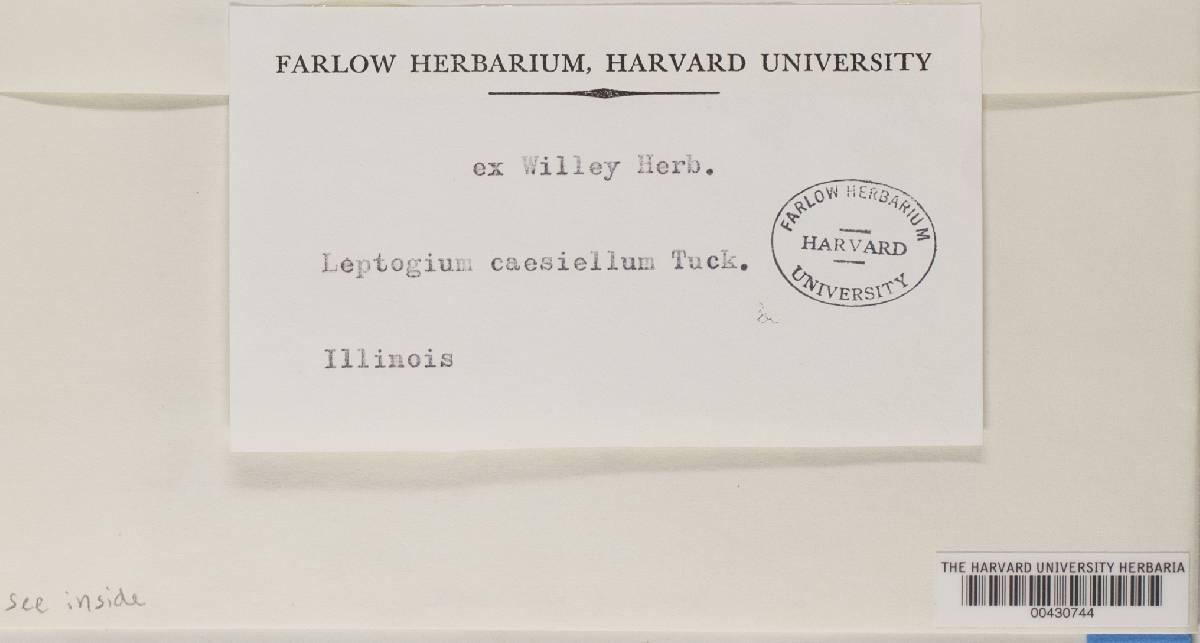 FARLOW HERBARIUM, HARVARD UNIVERSITY
ex Willey Herb.
Leptogium caesiellum Tuck.
Illinois
FARLOW HERBARIUM
HARVARD
UNIVERSITY
see inside
THE HARVARD UNIVERSITY HERBARIA
00430744